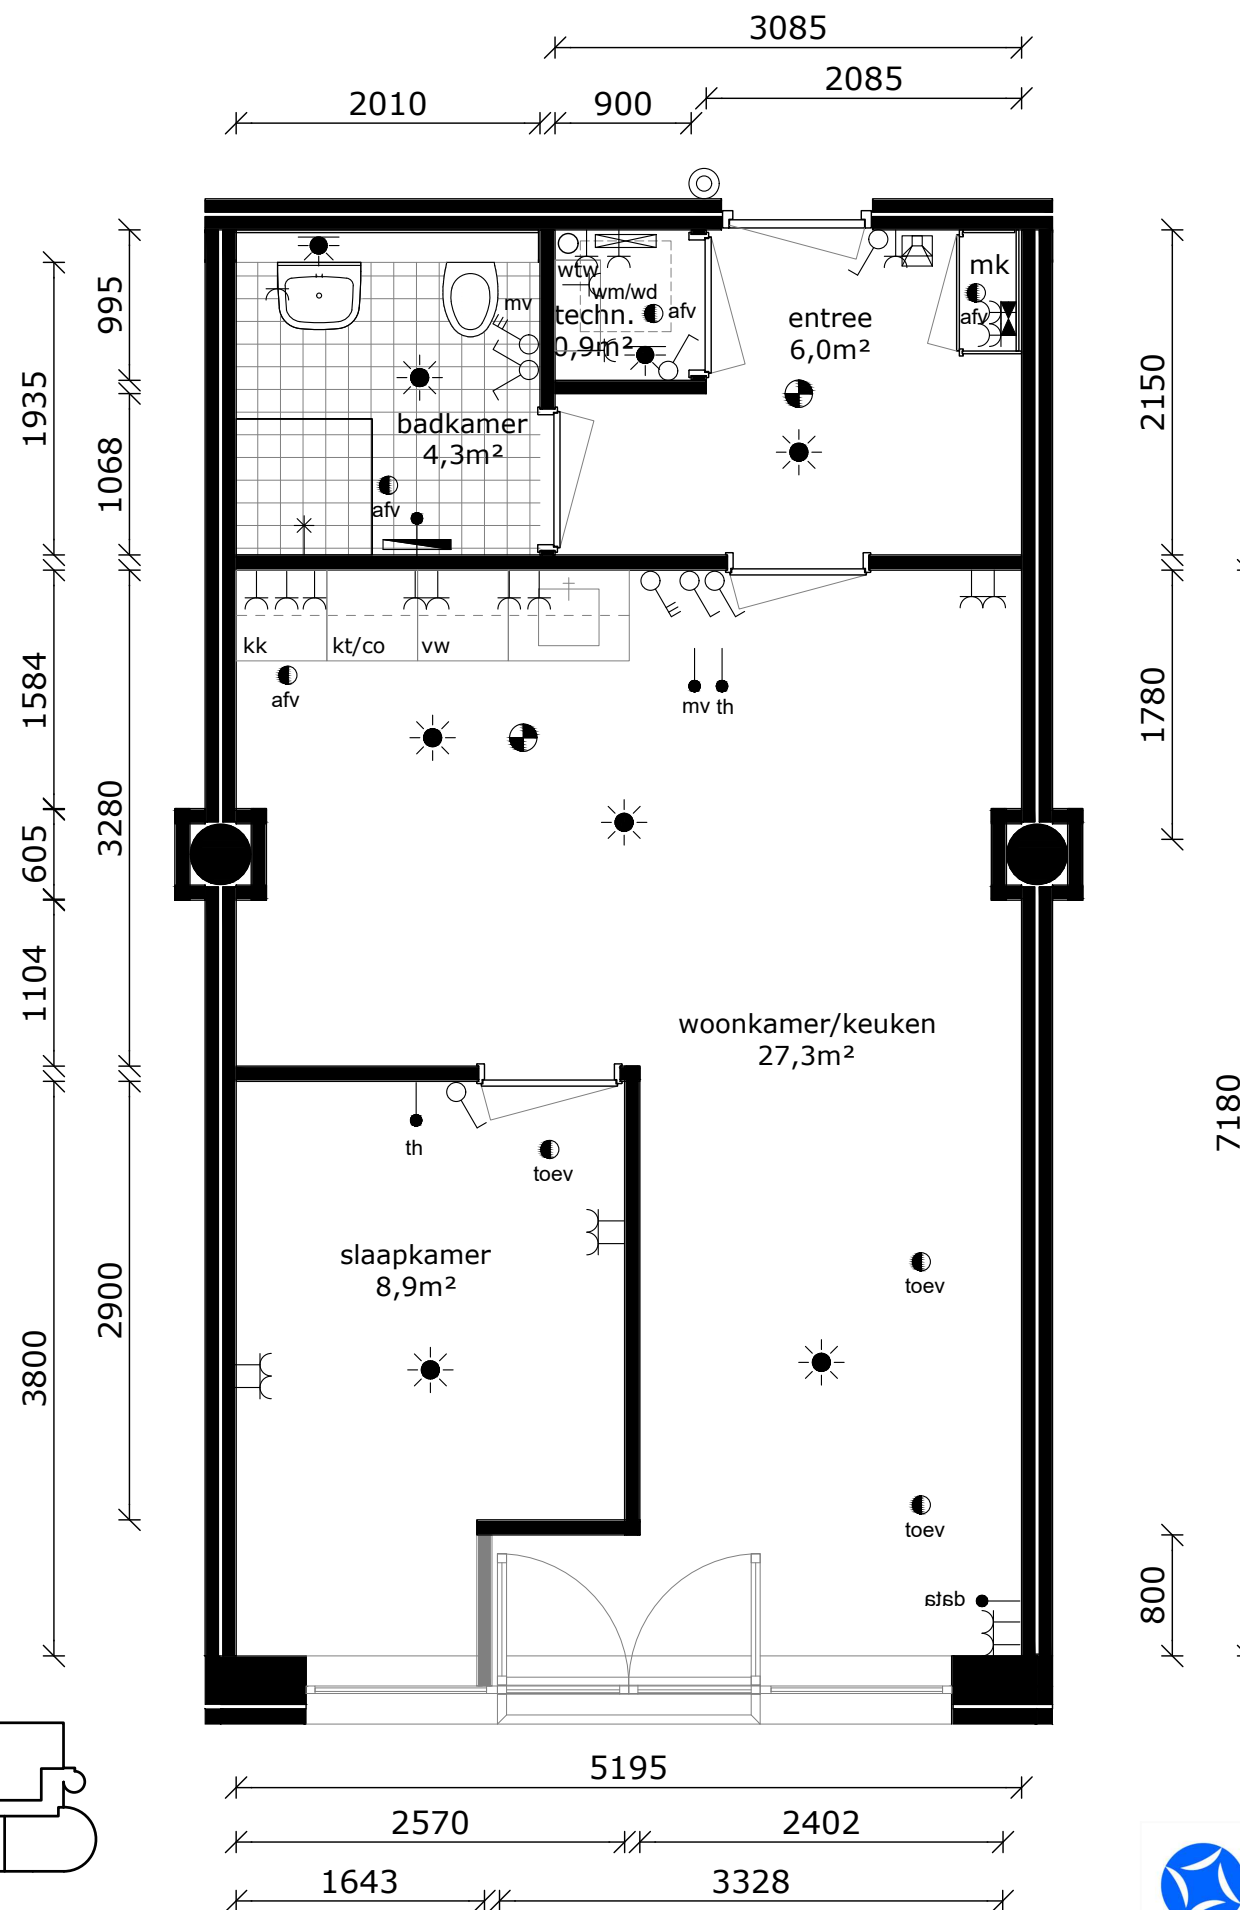 3085
2085
2010
900
995
1935
1068
1584
3280
605
1104
2900
3800
2150
1780
7180
800
wtw
wm/wd
mv
techn.
0,9m²
afv
mk
afv
entree
6,0m²
badkamer
4,3m²
afv
kk
kt/co
vw
afv
mv
th
woonkamer/keuken
27,3m²
th
toev
slaapkamer
8,9m²
toev
toev
data
5195
2570
2402
1643
3328